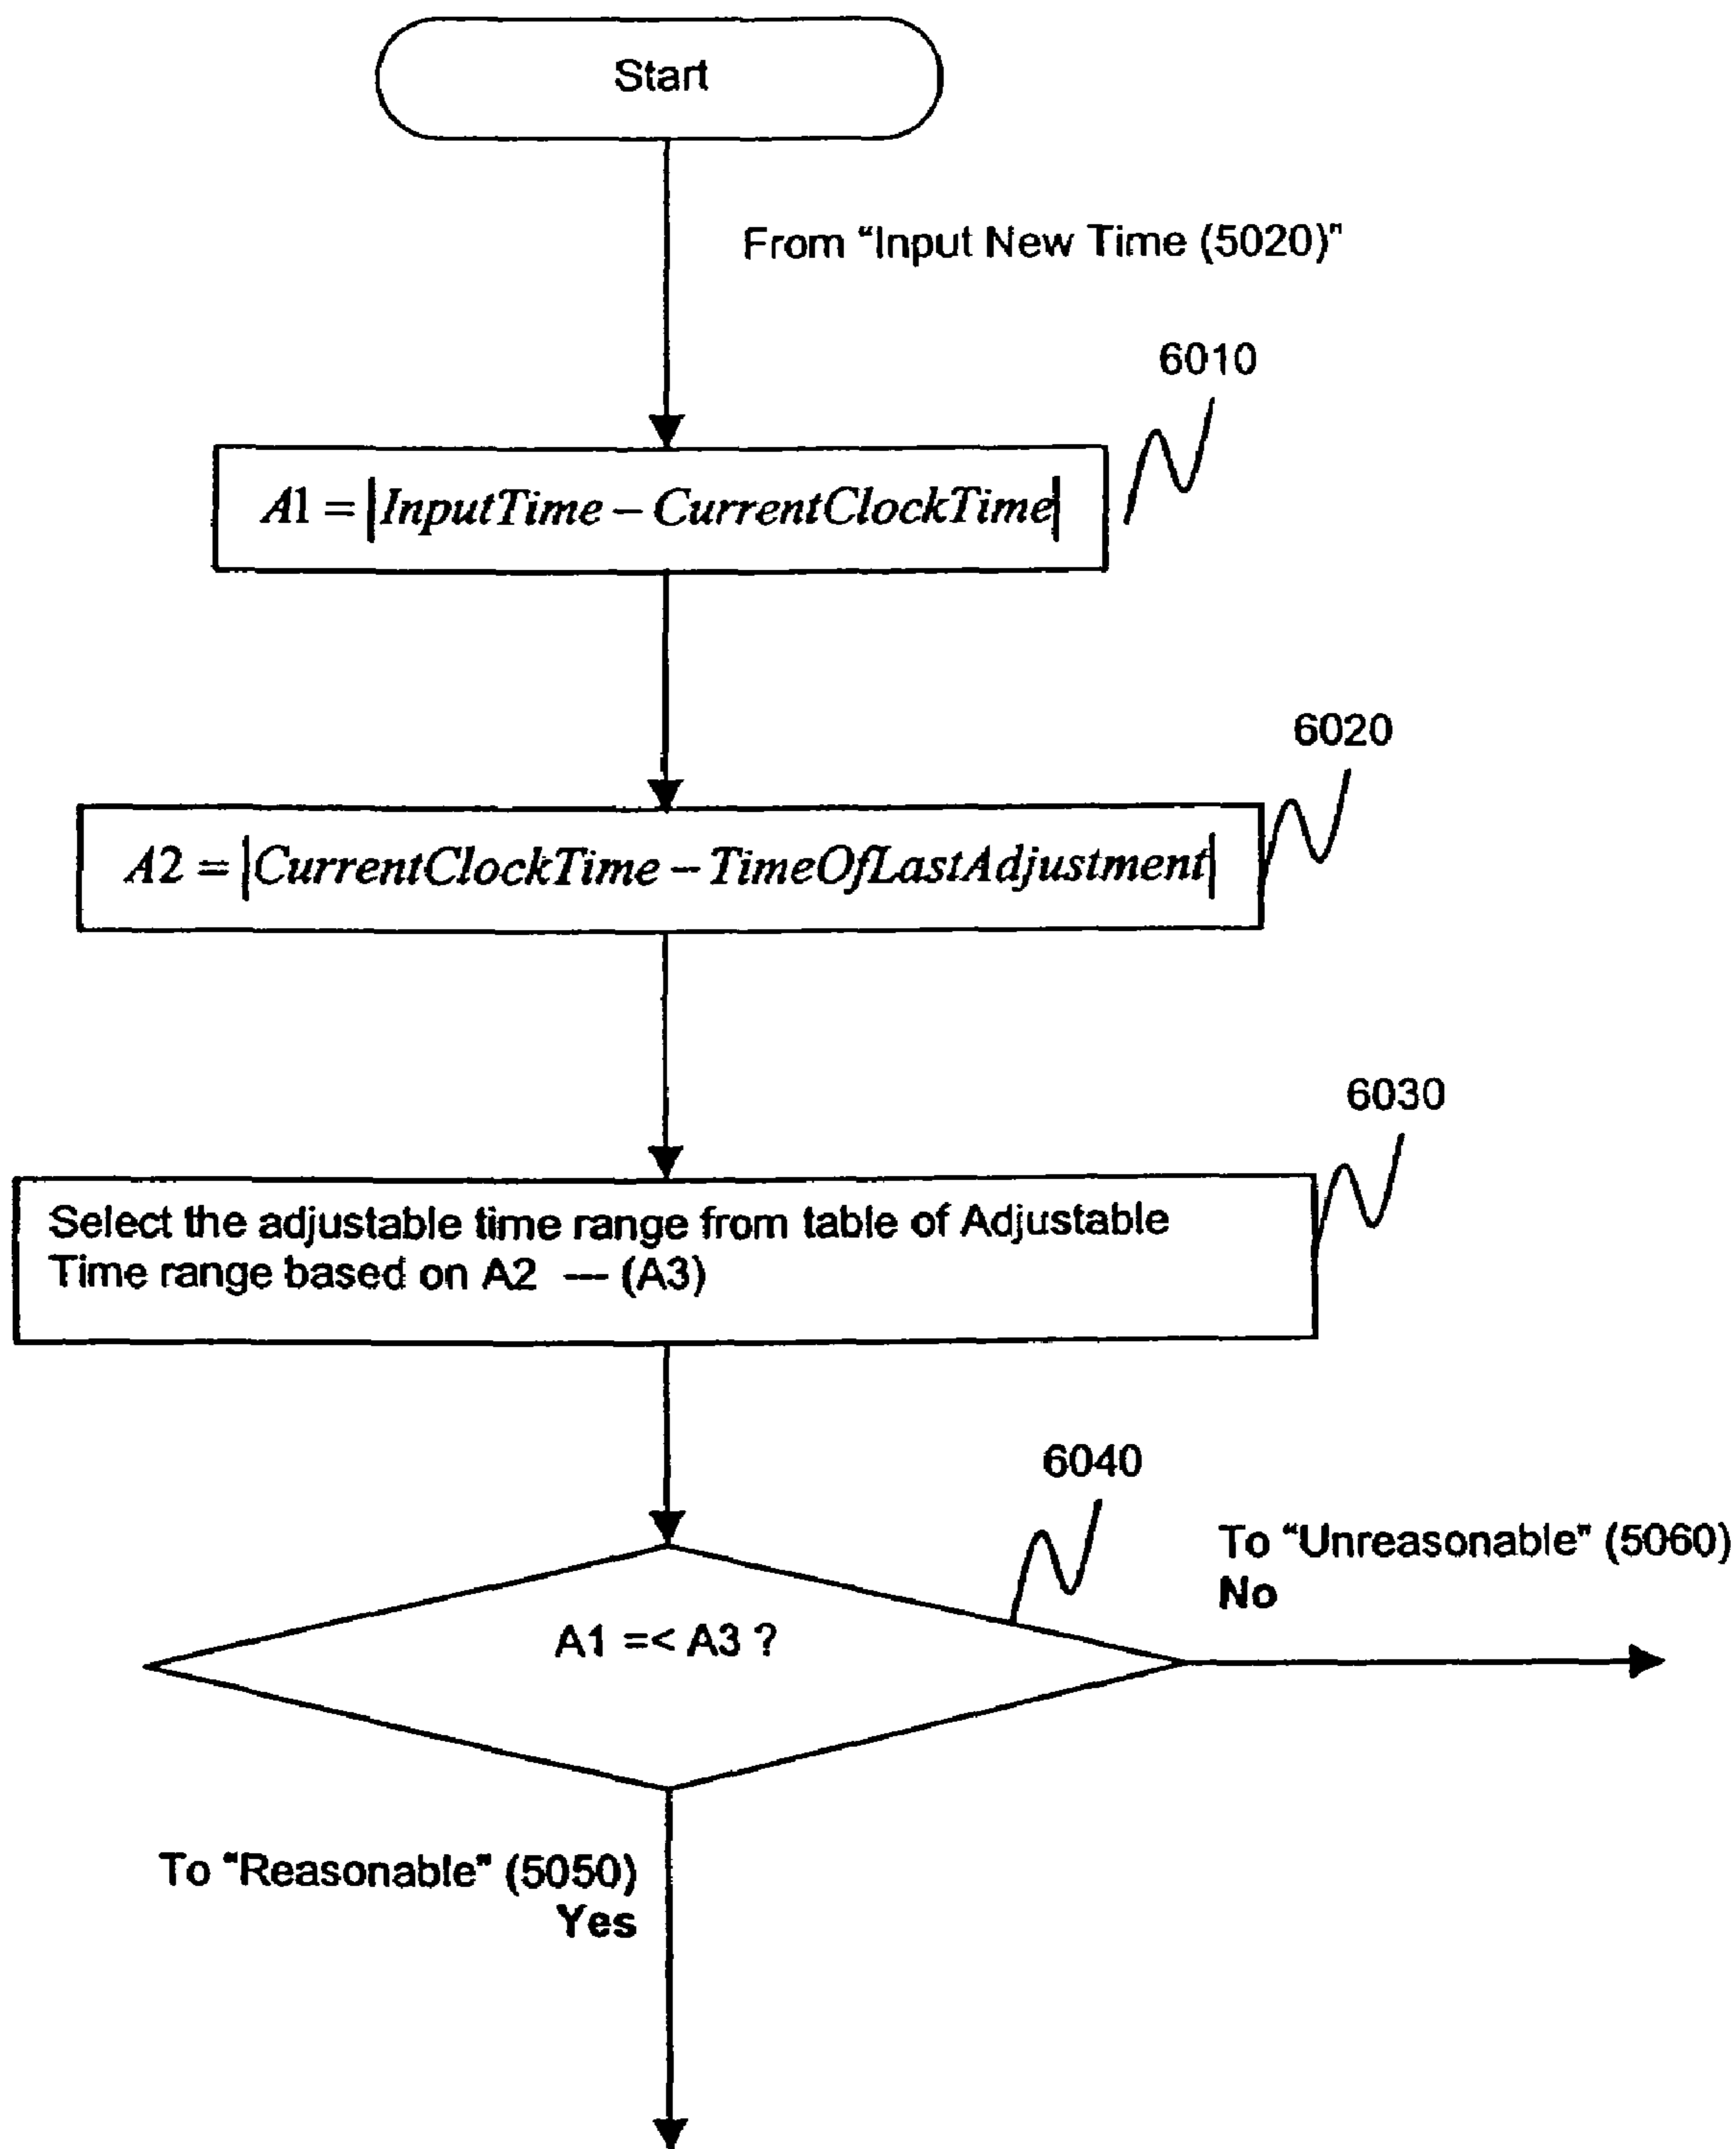 Start
From "Input New Time (5020)"
6010
A1 = |InputTime – CurrentClockTime|
6020
A2 = |CurrentClockTime – TimeOfLastAdjustment|
6030
Select the adjustable time range from table of Adjustable
Time range based on A2 --- (A3)
6040
To "Unreasonable" (5060)
No
A1 =< A3 ?
To "Reasonable" (5050)
Yes